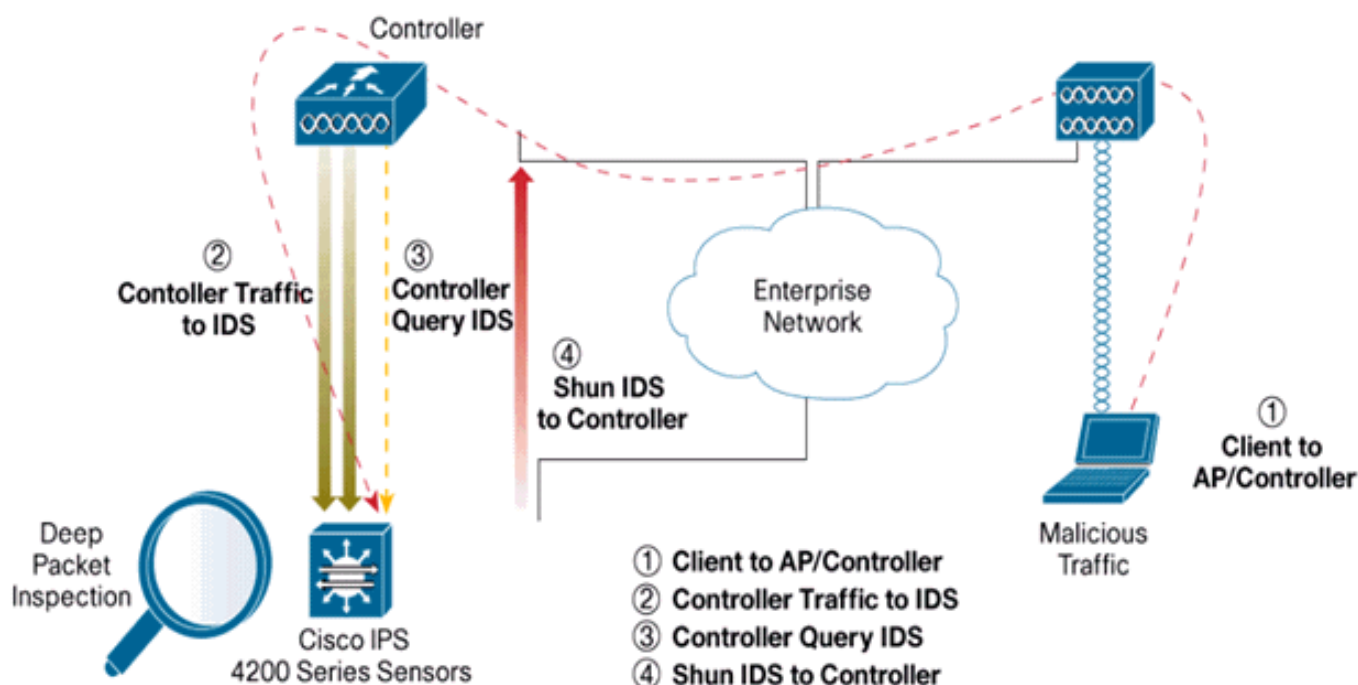 Controller
②
Contoller Traffic
to IDS
③
Controller
Query IDS
④
Shun IDS
to Controller
Enterprise
Network
①
Client to
AP/Controller
Malicious
Traffic
Deep
Packet
Inspection
Cisco IPS
4200 Series Sensors
① Client to AP/Controller
② Controller Traffic to IDS
③ Controller Query IDS
④ Shun IDS to Controller